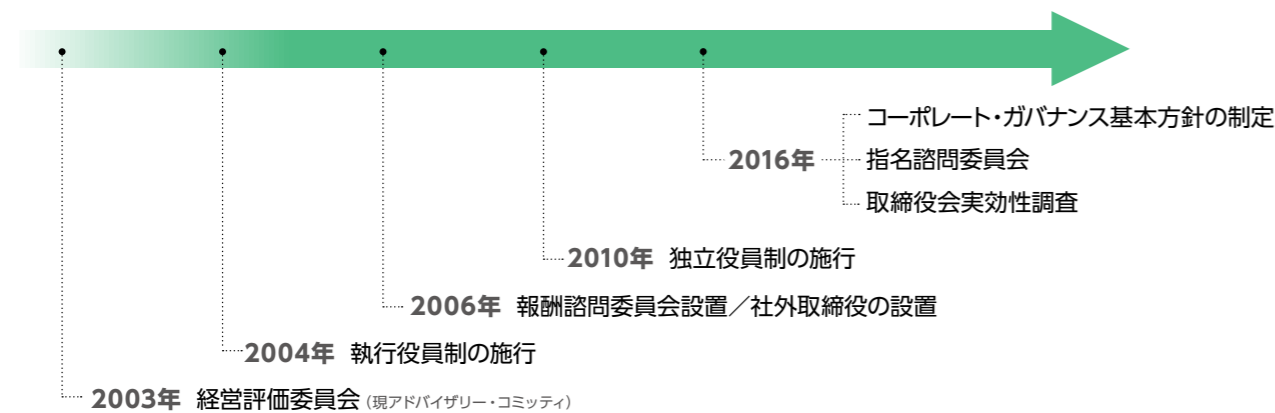 コーポレート・ガバナンス基本方針の制定
2016年 指名諮問委員会
取締役会実効性調査
2010年 独立役員制の施行
2006年 報酬諮問委員会設置／社外取締役の設置
2004年 執行役員制の施行
2003年 経営評価委員会（現アドバイザリー・コミッティ）